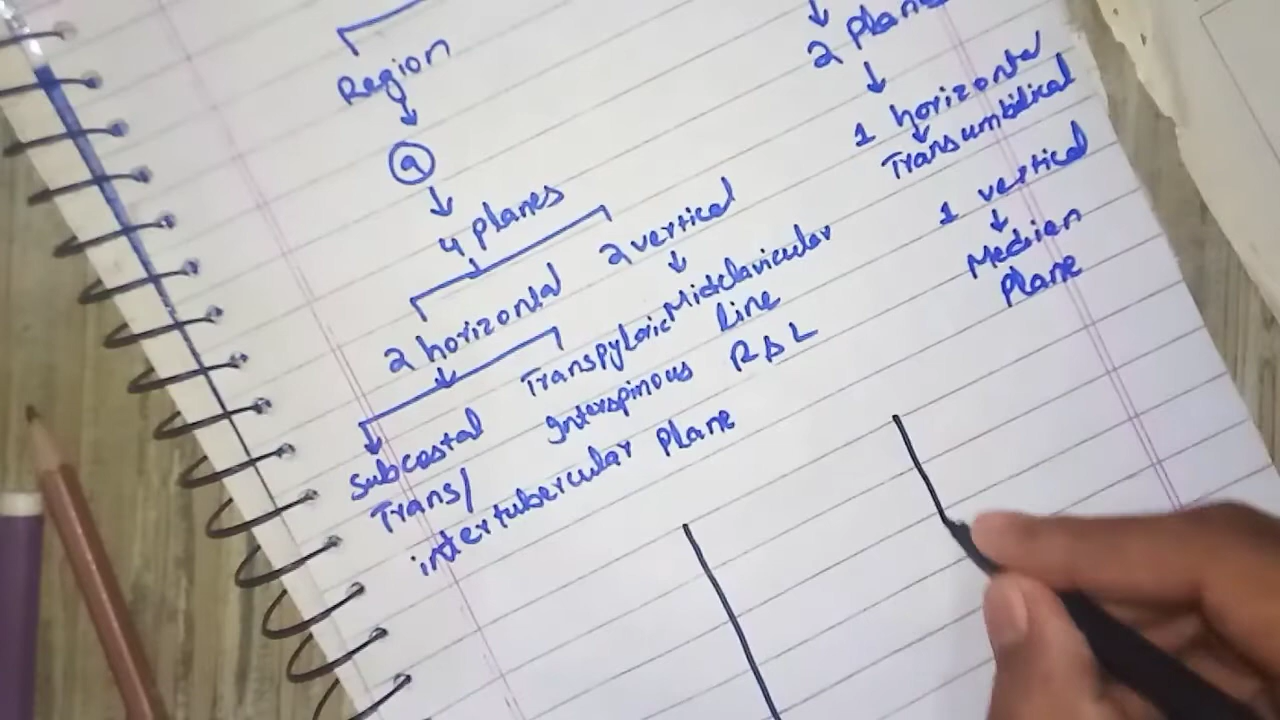 Region
9
4 planes
2 horizontal
2 vertical
Midclavicular
Line
R & L
Subcostal
Trans/
intertubercular plane
Transpyloric
Interspinous
2 plane
1 horizontal
Transumbilical
1 vertical
Median
Plane